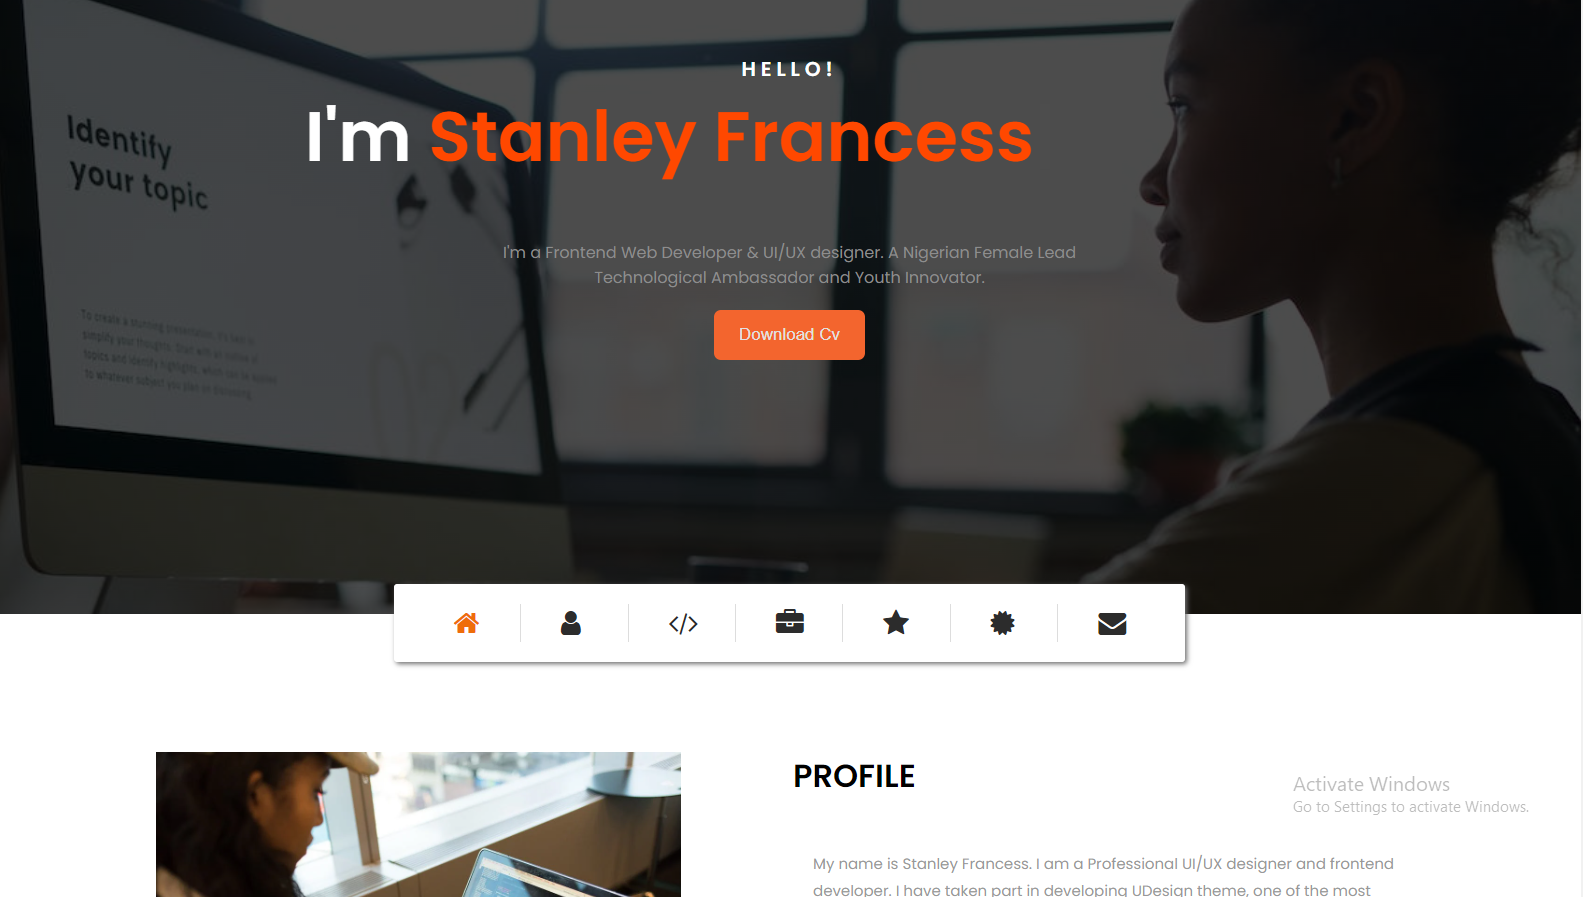 HELLO!
I'm Stanley Francess
Identify
your topic
I'm a Frontend Web Developer & UI/UX designer. A Nigerian Female Lead
Technological Ambassador and Youth Innovator.
To create a stunning presentation, it's best to
simplify your thoughts. Start with an outline of
topics and identify highlights, which can be applied
to whatever subject you plan on discussing.
Download Cv
</>
PROFILE
Activate Windows
Go to Settings to activate Windows.
My name is Stanley Francess. I am a Professional UI/UX designer and frontend
developer. I have taken part in developing UDesign theme, one of the most